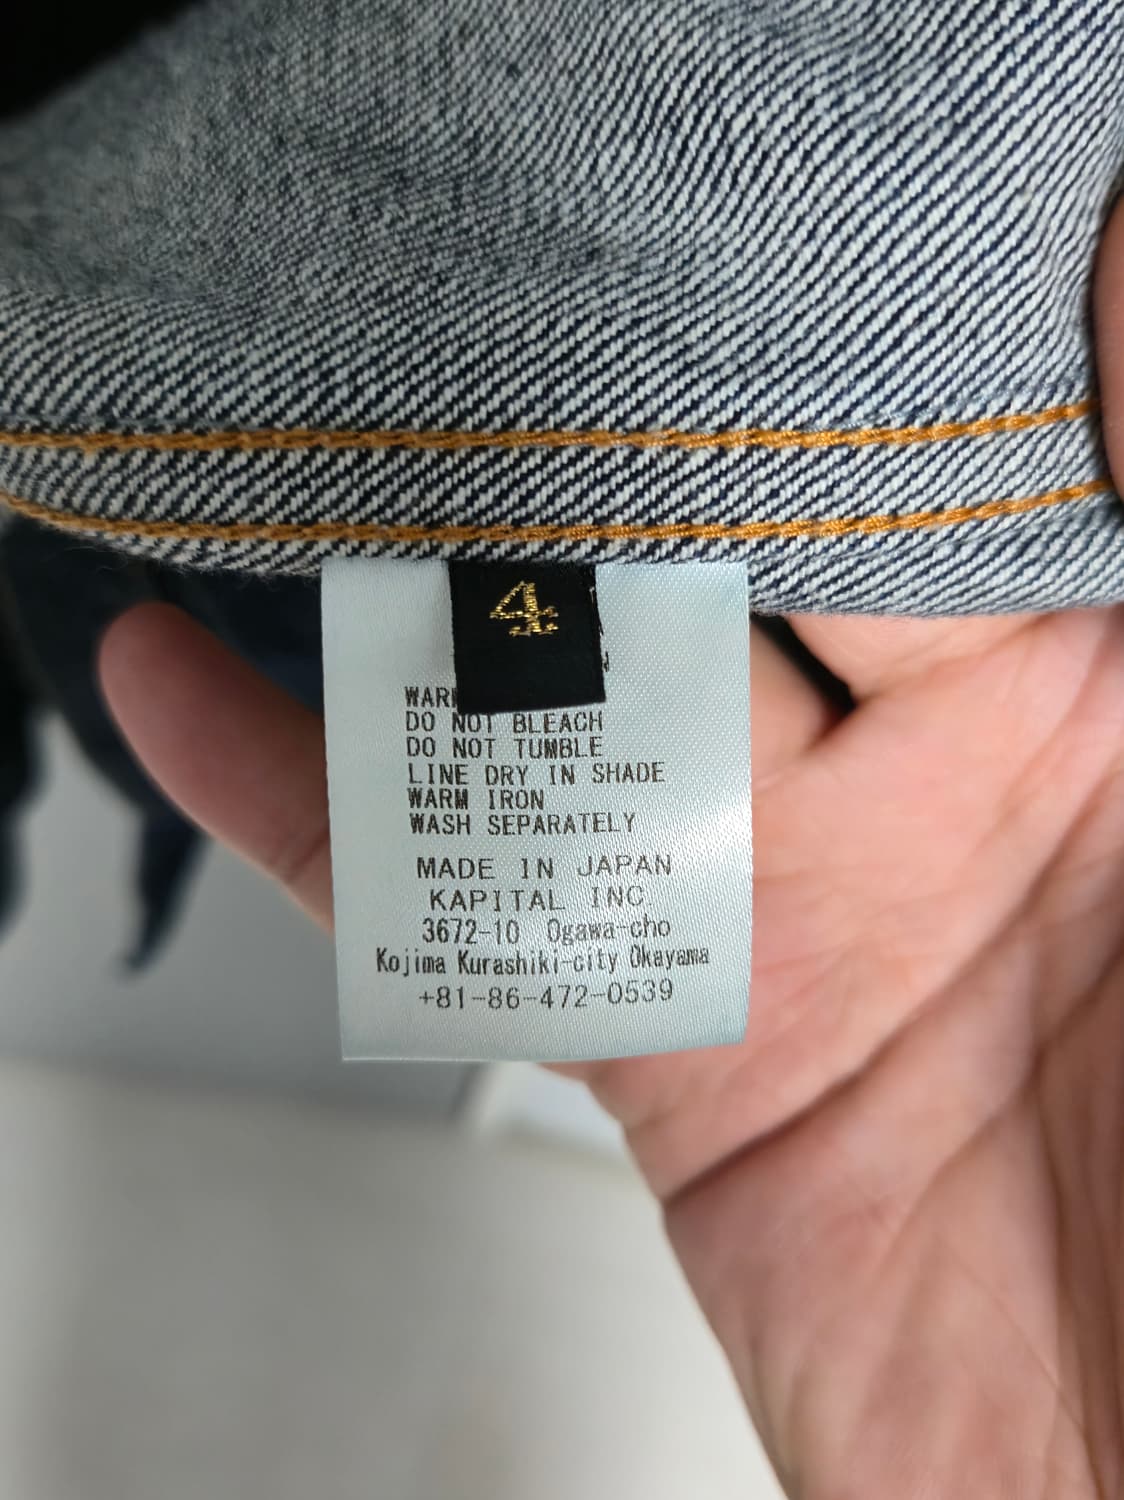 4
DO NOT BLEACH
DO NOT TUMBLE
LINE DRY IN SHADE
WARM IRON
WASH SEPARATELY
MADE IN JAPAN
KAPITAL INC.
3672-10 Ogawa-cho
Kojima Kurashiki-city Okayama
+81-86-472-0539